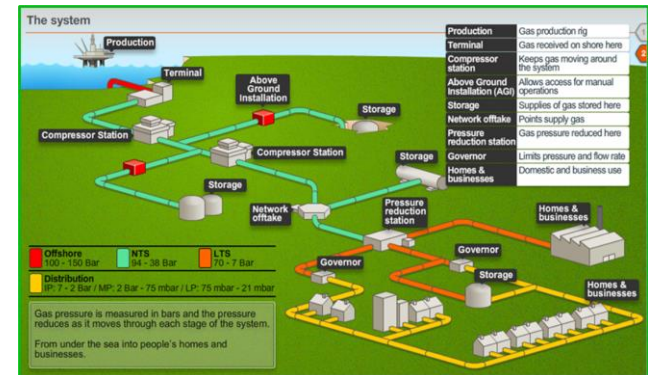 The system
Production
Terminal
Above
Ground
Installation
Storage
Compressor Station
Compressor Station
Storage
Storage
Network
offtake
Pressure
reduction
station
Homes &
businesses
Governor
Governor
Storage
Homes &
businesses
Production Gas production rig
Terminal Gas received on shore here
Compressor station Keeps gas moving around
the system
Above Ground Allows access for manual
Installation (AGI) operations
Storage Supplies of gas stored here
Network offtake Points supply gas
Pressure Gas pressure reduced here
reduction station
Governor Limits pressure and flow rate
Homes & Domestic and business use
businesses
1
2
Offshore
100 - 150 Bar
NTS
94 - 38 Bar
LTS
70 - 7 Bar
Distribution
IP: 7 - 2 Bar / MP: 2 Bar - 75 mbar / LP: 75 mbar - 21 mbar
Gas pressure is measured in bars and the pressure
reduces as it moves through each stage of the system.
From under the sea into people's homes and
businesses.